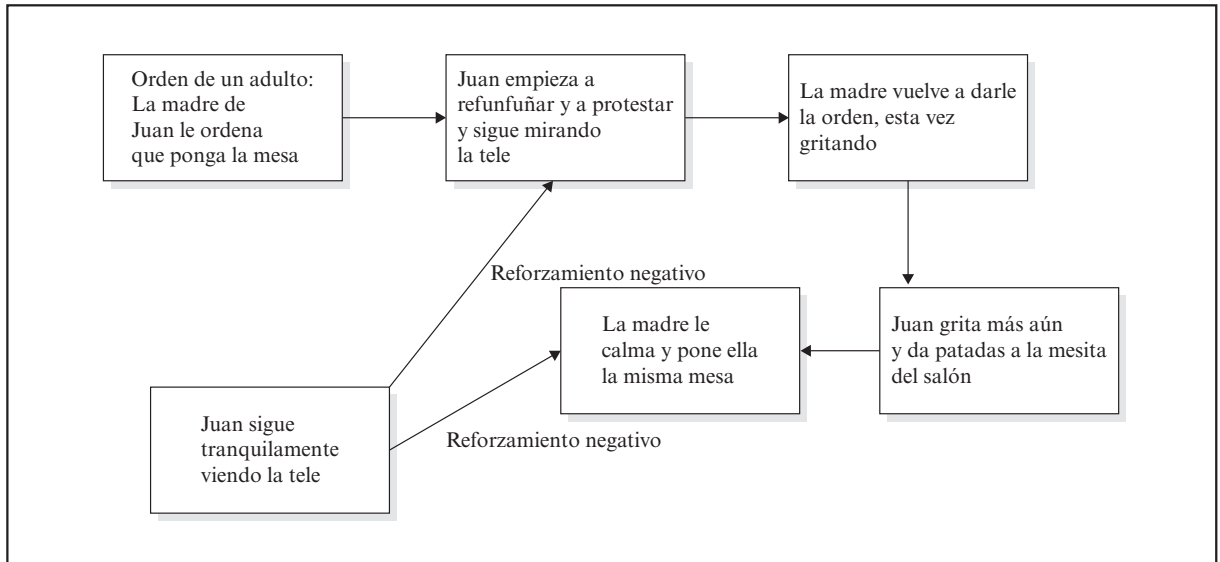 Orden de un adulto:
La madre de
Juan le ordena
que ponga la mesa
Juan empieza a
refunfuñar y a protestar
y sigue mirando
la tele
La madre vuelve a darle
la orden, esta vez
gritando
Reforzamiento negativo
La madre le
calma y pone ella
la misma mesa
Juan grita más aún
y da patadas a la mesita
del salón
Juan sigue
tranquilamente
viendo la tele
Reforzamiento negativo